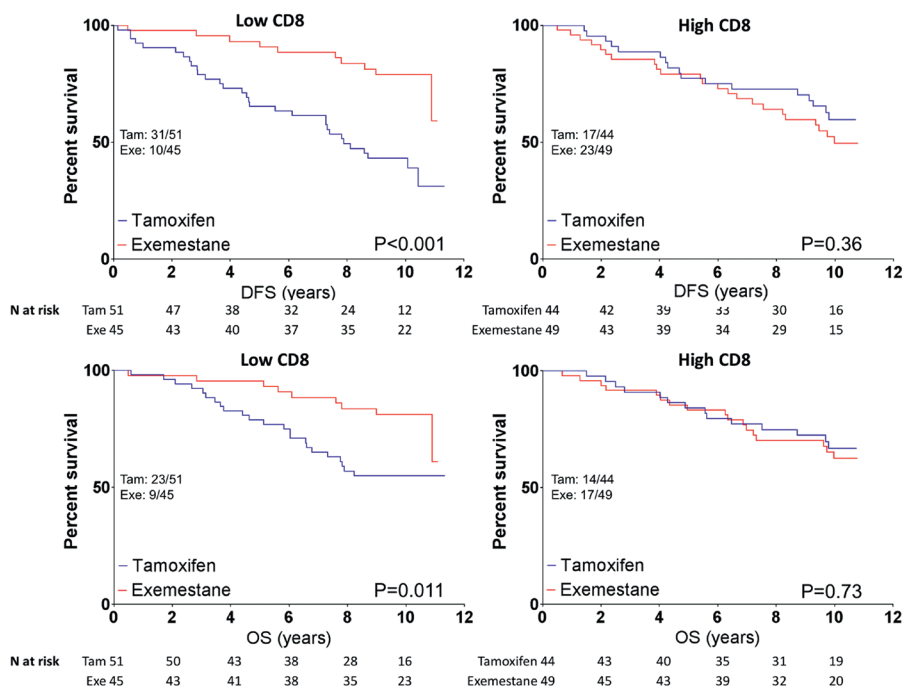 Low CD8
100
50
0
Percent survival
Tam: 31/51
Exe: 10/45
Tamoxifen
Exemestane
P<0.001
0 2 4 6 8 10 12
DFS (years)
N at risk
Tam 51 47 38 32 24 12
Exe 45 43 40 37 35 22
High CD8
100
50
0
Percent survival
Tam: 17/44
Exe: 23/49
Tamoxifen
Exemestane
P=0.36
0 2 4 6 8 10 12
DFS (years)
Tamoxifen 44 42 39 33 30 16
Exemestane 49 43 39 34 29 15
Low CD8
100
50
0
Percent survival
Tam: 23/51
Exe: 9/45
Tamoxifen
Exemestane
P=0.011
0 2 4 6 8 10 12
OS (years)
N at risk
Tam 51 50 43 38 28 16
Exe 45 43 41 38 35 23
High CD8
100
50
0
Percent survival
Tam: 14/44
Exe: 17/49
Tamoxifen
Exemestane
P=0.73
0 2 4 6 8 10 12
OS (years)
Tamoxifen 44 43 40 35 31 19
Exemestane 49 45 43 39 32 20